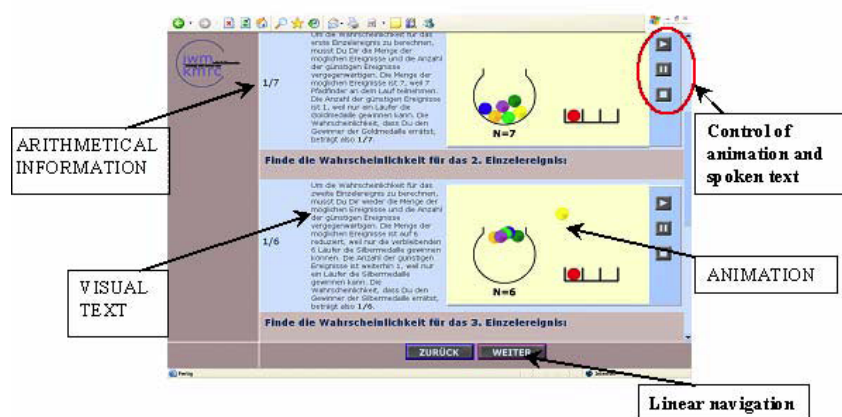 iwm
kmrc
Um die Wahrscheinlichkeit für das
erste Einzelereignis zu berechnen,
musst Du Dir die Menge der
möglichen Ereignisse und die Anzahl
der günstigen Ereignisse
vergegenwärtigen. Die Menge der
möglichen Ereignisse ist 7, weil 7
Pfadfinder an dem Lauf teilnehmen.
Die Anzahl der günstigen Ereignisse
ist 1, weil nur ein Läufer die
Goldmedaille gewinnen kann. Die
Wahrscheinlichkeit, dass Du den
Gewinner der Goldmedaille errätst,
beträgt also 1/7.
1/7
N=7
Control of
animation and
spoken text
ARITHMETICAL
INFORMATION
Finde die Wahrscheinlichkeit für das 2. Einzelereignis:
Um die Wahrscheinlichkeit für das
zweite Einzelereignis zu berechnen,
musst Du Dir wieder die Menge der
möglichen Ereignisse und die Anzahl
der günstigen Ereignisse
vergegenwärtigen. Die Menge der
möglichen Ereignisse ist auf 6
reduziert, weil nur die verbleibenden
6 Läufer die Silbermedaille gewinnen
können. Die Anzahl der günstigen
Ereignisse ist weiterhin 1, weil nur
ein Läufer die Silbermedaille
gewinnen kann. Die
Wahrscheinlichkeit, dass Du den
Gewinner der Silbermedaille errätst,
beträgt also 1/6.
1/6
N=6
VISUAL
TEXT
ANIMATION
Finde die Wahrscheinlichkeit für das 3. Einzelereignis:
ZURÜCK
WEITER
Fertig
Linear navigation